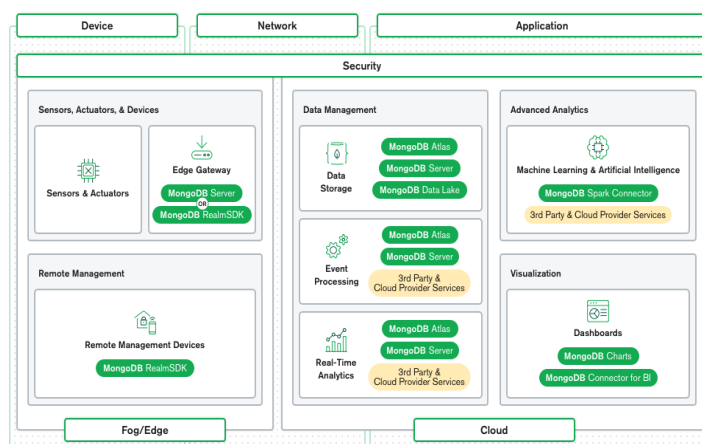 Device
Network
Application
Security
Sensors, Actuators, & Devices
Sensors & Actuators
Edge Gateway
MongoDB Server
OR
MongoDB RealmSDK
Remote Management
Remote Management Devices
MongoDB RealmSDK
Data Management
Data
Storage
MongoDB Atlas
MongoDB Server
MongoDB Data Lake
Event
Processing
MongoDB Atlas
MongoDB Server
3rd Party &
Cloud Provider Services
Real-Time
Analytics
MongoDB Atlas
MongoDB Server
3rd Party &
Cloud Provider Services
Advanced Analytics
Machine Learning & Artificial Intelligence
MongoDB Spark Connector
3rd Party & Cloud Provider Services
Visualization
Dashboards
MongoDB Charts
MongoDB Connector for BI
Fog/Edge
Cloud